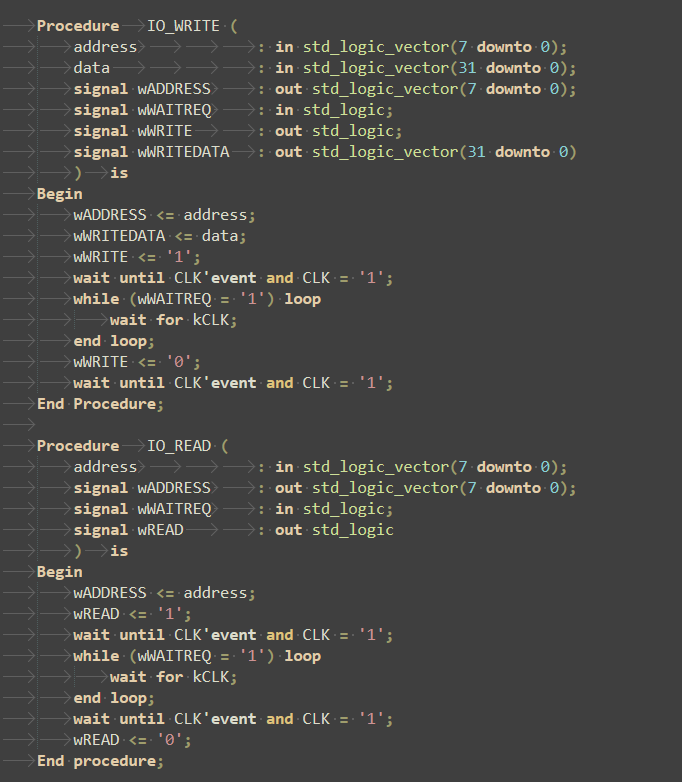 Procedure IO_WRITE (
address : in std_logic_vector(7 downto 0);
data : in std_logic_vector(31 downto 0);
signal wADDRESS : out std_logic_vector(7 downto 0);
signal wWAITREQ : in std_logic;
signal wWRITE : out std_logic;
signal wWRITEDATA : out std_logic_vector(31 downto 0)
) is
Begin
wADDRESS <= address;
wWRITEDATA <= data;
wWRITE <= '1';
wait until CLK'event and CLK = '1';
while (wWAITREQ = '1') loop
wait for kCLK;
end loop;
wWRITE <= '0';
wait until CLK'event and CLK = '1';
End Procedure;
Procedure IO_READ (
address : in std_logic_vector(7 downto 0);
signal wADDRESS : out std_logic_vector(7 downto 0);
signal wWAITREQ : in std_logic;
signal wREAD : out std_logic
) is
Begin
wADDRESS <= address;
wREAD <= '1';
wait until CLK'event and CLK = '1';
while (wWAITREQ = '1') loop
wait for kCLK;
end loop;
wait until CLK'event and CLK = '1';
wREAD <= '0';
End procedure;